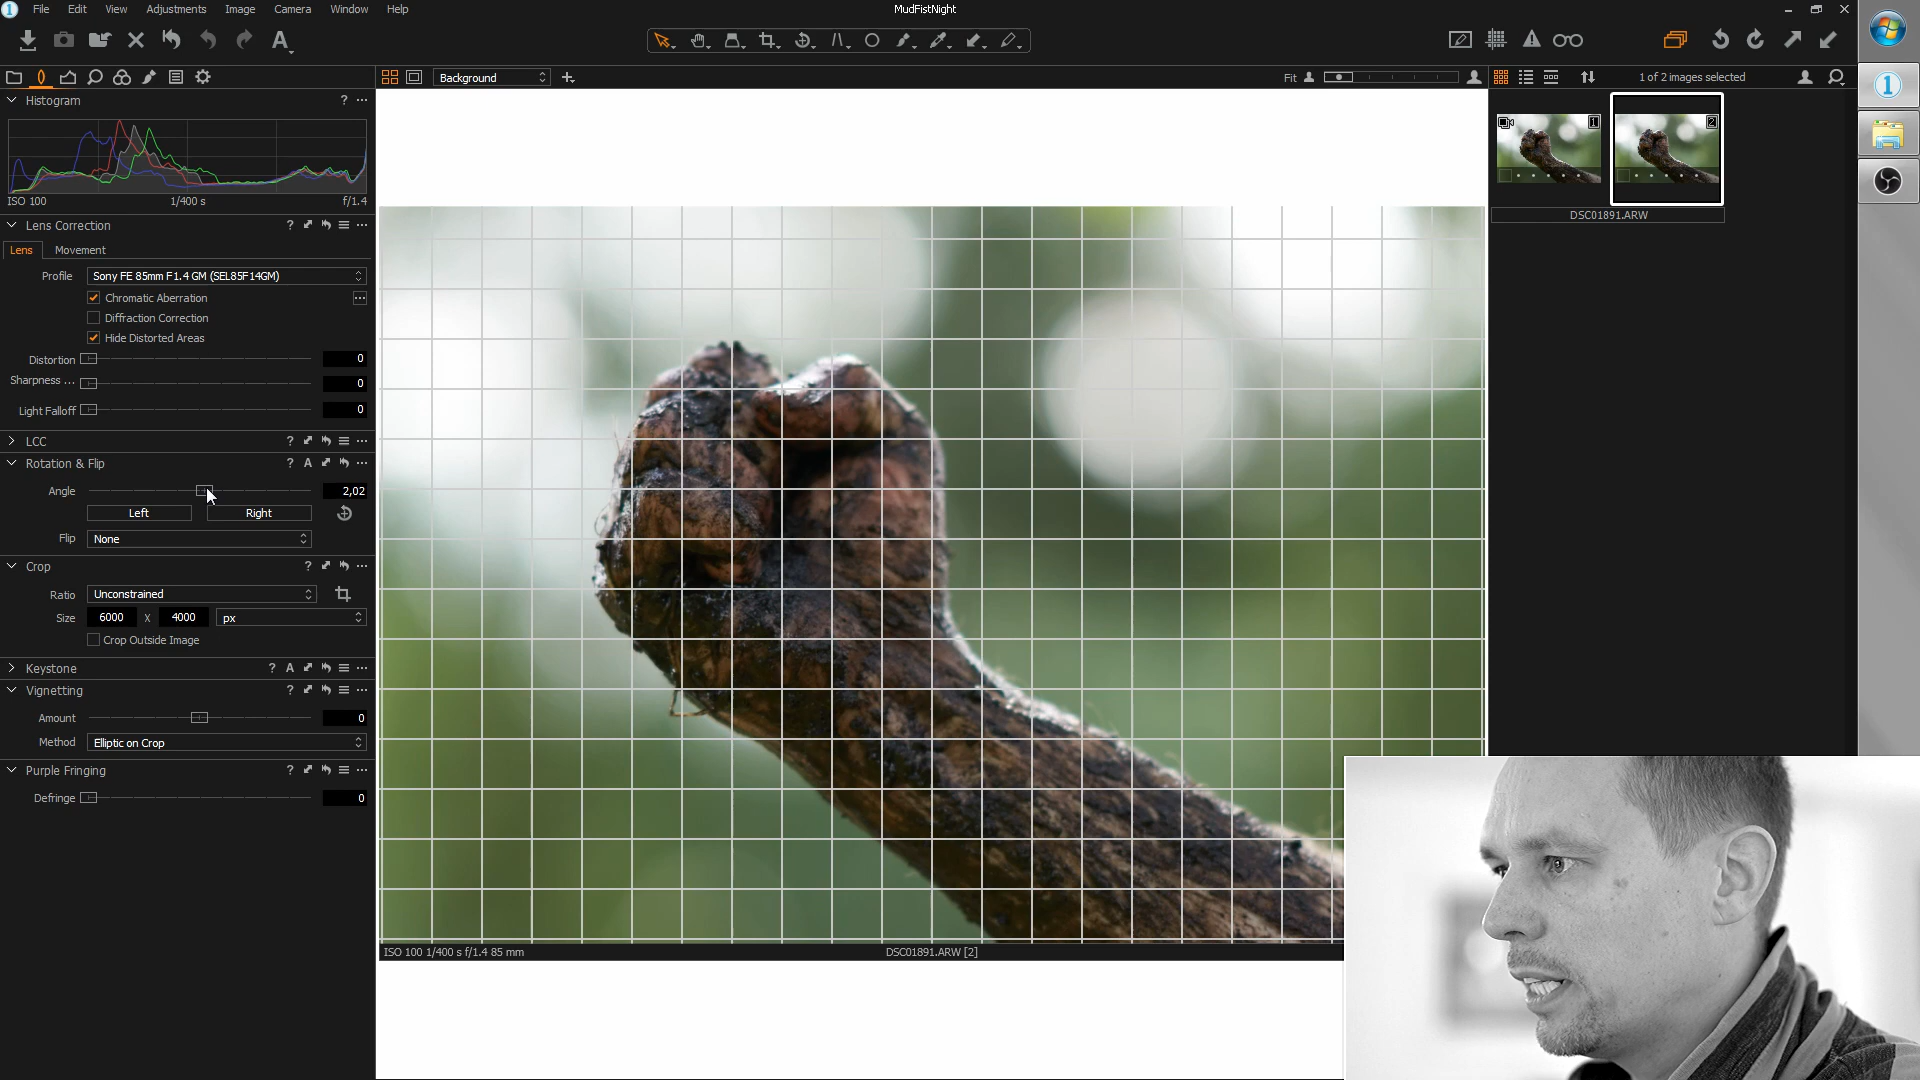 File Edit View Adjustments Image Camera Window Help
MudFistNight
Background
Fit
1 of 2 images selected
Histogram
ISO 100 1/400 s f/1.4
Lens Correction
Lens Movement
Profile Sony FE 85mm F1.4 GM (SEL85F14GM)
Chromatic Aberration
Diffraction Correction
Hide Distorted Areas
Distortion 0
Sharpness ... 0
Light Falloff 0
LCC
Rotation & Flip
Angle 2,02
Left Right
Flip None
Crop
Ratio Unconstrained
Size 6000 X 4000 px
Crop Outside Image
Keystone
Vignetting
Amount 0
Method Elliptic on Crop
Purple Fringing
Defringe 0
1
2
DSC01891.ARW
ISO 100 1/400 s f/1.4 85 mm
DSC01891.ARW [2]